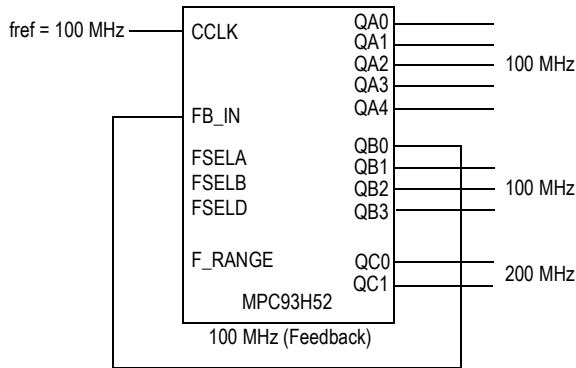 fref = 100 MHz
CCLK
QA0
QA1
QA2
QA3
QA4
100 MHz
FB_IN
QB0
QB1
QB2
QB3
100 MHz
FSELA
FSELB
FSELD
F_RANGE
QC0
QC1
200 MHz
MPC93H52
100 MHz (Feedback)